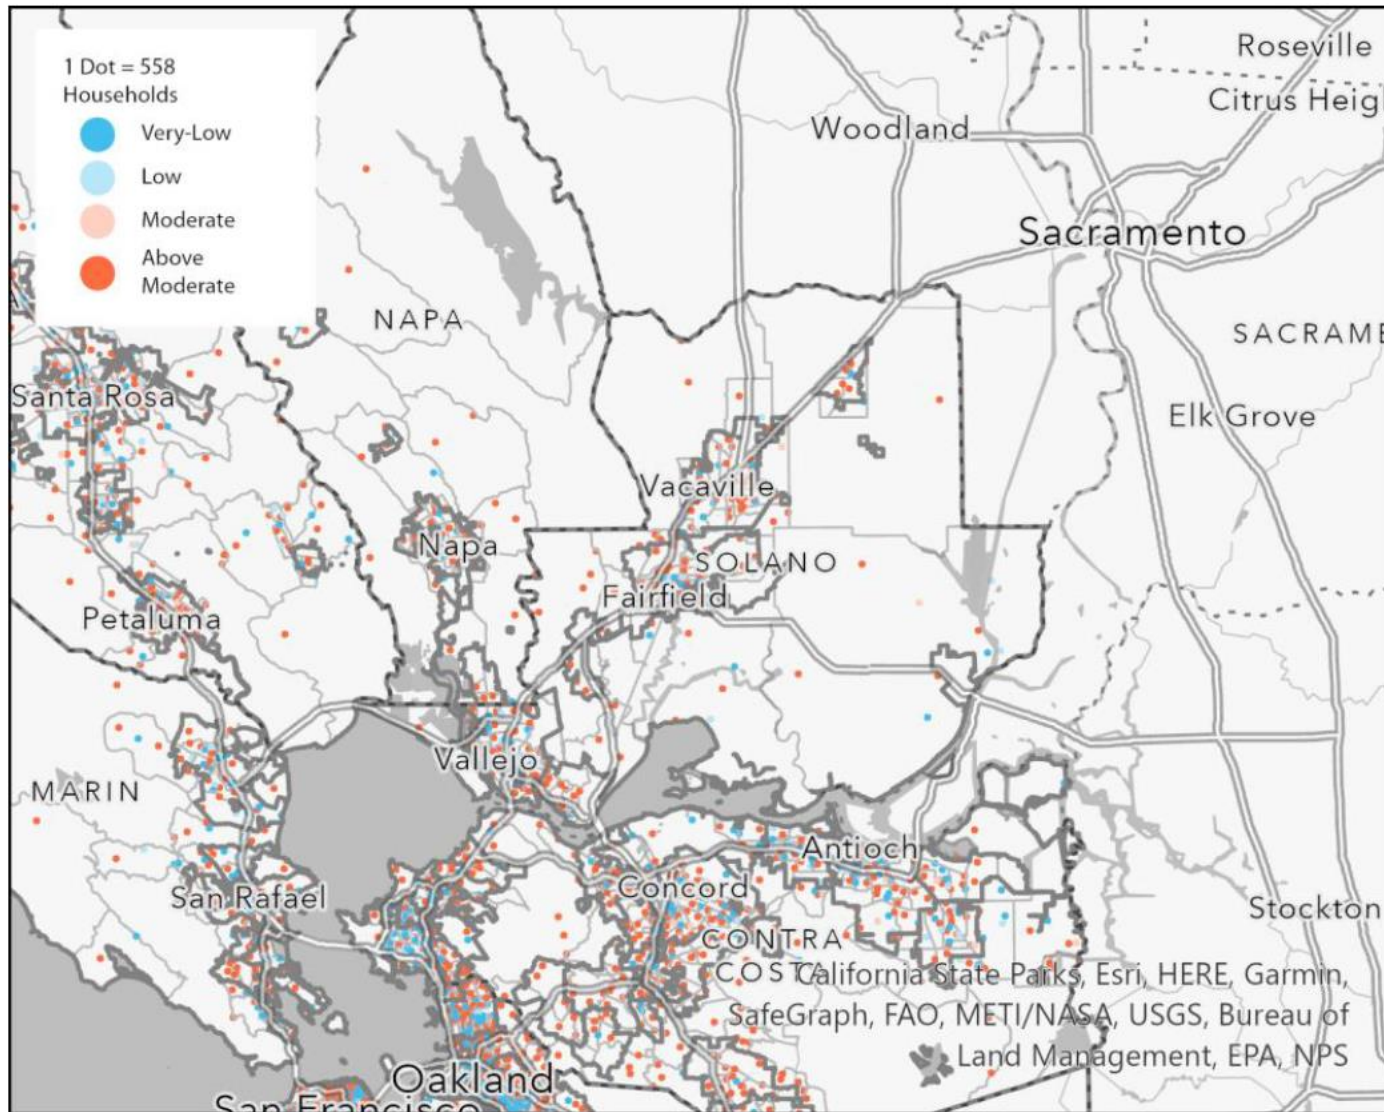 1 Dot = 558
Households
Very-Low
Low
Moderate
Above
Moderate
Roseville
Citrus Heig
Woodland
Sacramento
NAPA
SACRAME
Santa Rosa
Elk Grove
Vacaville
Napa
SOLANO
Fairfield
Petaluma
Vallejo
MARIN
Antioch
Concord
San Rafael
Stockton
CONTRA
COSTA
California State Parks, Esri, HERE, Garmin,
SafeGraph, FAO, METI/NASA, USGS, Bureau of
Land Management, EPA, NPS
Oakland
San Francisco